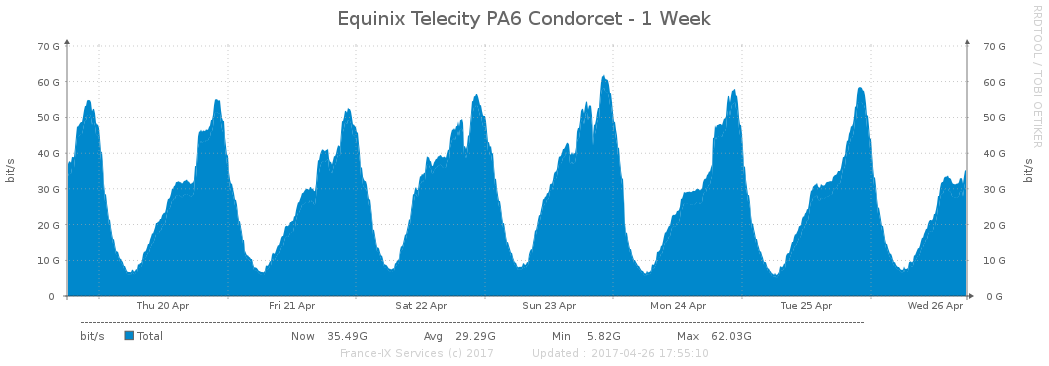 Equinix Telecity PA6 Condorcet - 1 Week
RRDTOOL / TOBI OETIKER
bit/s
70 G 70 G
60 G 60 G
50 G 50 G
40 G 40 G
30 G 30 G
20 G 20 G
10 G 10 G
0 0 G
bit/s
Thu 20 Apr Fri 21 Apr Sat 22 Apr Sun 23 Apr Mon 24 Apr Tue 25 Apr Wed 26 Apr
bit/s Total Now 35.49G Avg 29.29G Min 5.82G Max 62.03G
France-IX Services (c) 2017 Updated : 2017-04-26 17:55:10